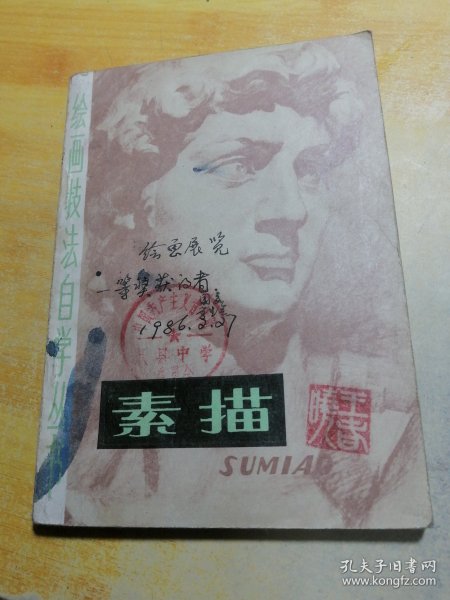 绘画技法自学丛书
绘画展览
一等奖获得者
1986.3.27
中学
素描
SUMIAO
孔夫子旧书网
www.kongfz.com